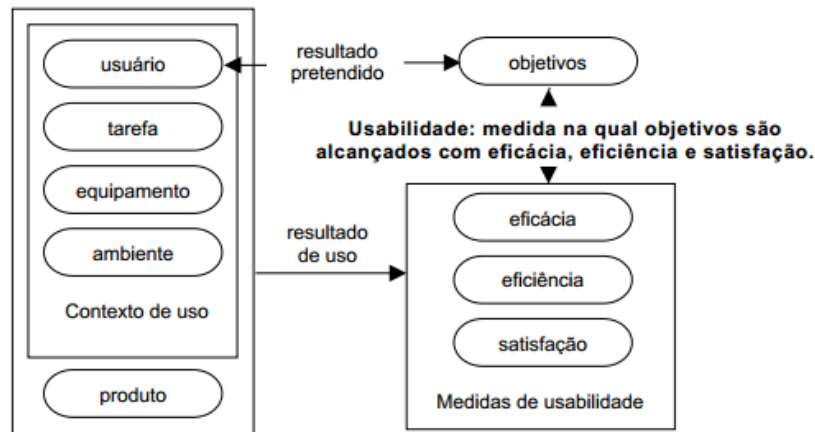 usuário
resultado
pretendido
objetivos
tarefa
Usabilidade: medida na qual objetivos são
alcançados com eficácia, eficiência e satisfação.
equipamento
ambiente
Contexto de uso
produto
resultado
de uso
eficácia
eficiência
satisfação
Medidas de usabilidade